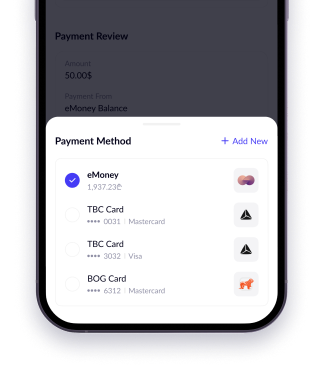 Payment Review
Amount
50.00$
Payment From
eMoney Balance
Payment Method
+ Add New
eMoney
1,937.23₾
TBC Card
•••• 0031 | Mastercard
TBC Card
•••• 3032 | Visa
BOG Card
•••• 6312 | Mastercard